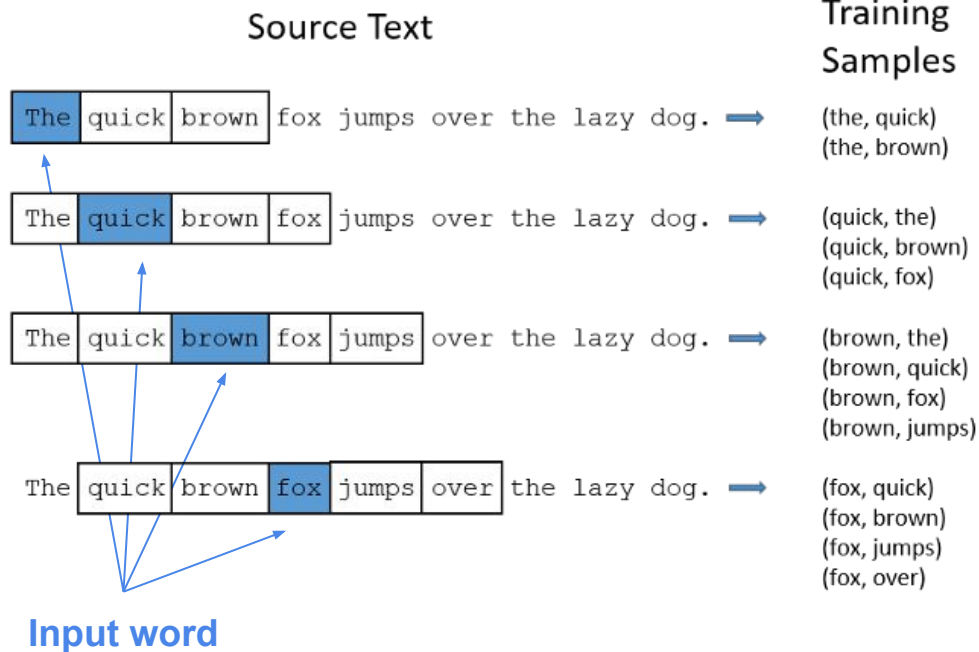 Source Text
Training
Samples
The quick brown fox jumps over the lazy dog.
(the, quick)
(the, brown)
The quick brown fox jumps over the lazy dog.
(quick, the)
(quick, brown)
(quick, fox)
The quick brown fox jumps over the lazy dog.
(brown, the)
(brown, quick)
(brown, fox)
(brown, jumps)
The quick brown fox jumps over the lazy dog.
(fox, quick)
(fox, brown)
(fox, jumps)
(fox, over)
Input word